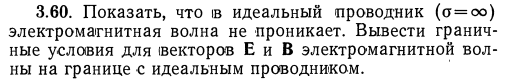 3.60. Показать, что в идеальный проводник (σ=∞)
электромагнитная волна не проникает. Вывести гранич-
ные условия для векторов E и B электромагнитной вол-
ны на границе с идеальным проводником.